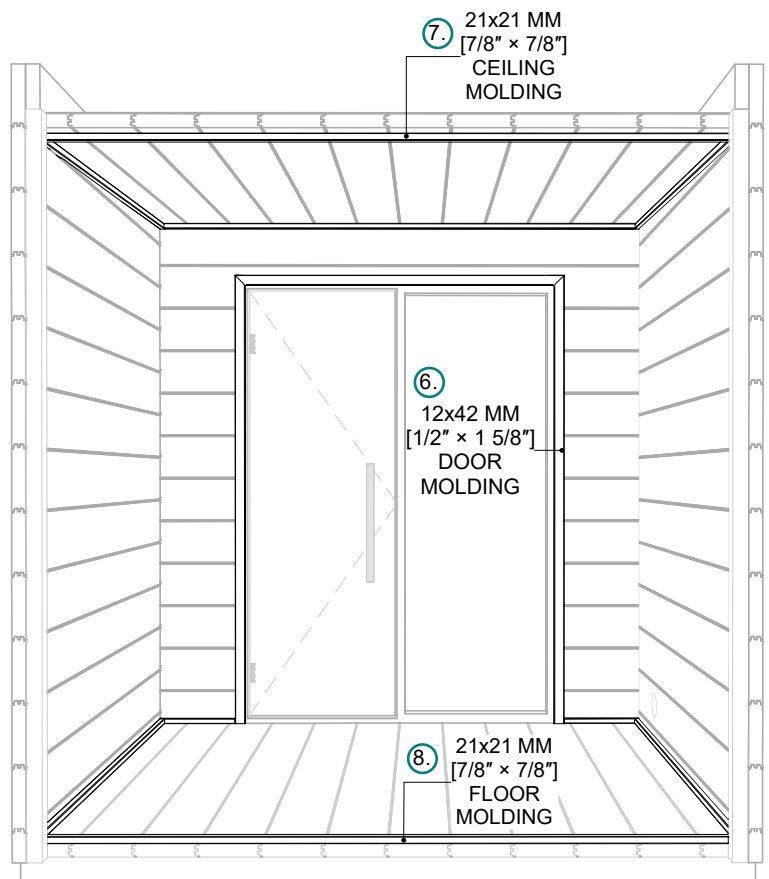 7. 21x21 MM
[7/8″ × 7/8″]
CEILING
MOLDING
6.
12x42 MM
[1/2″ × 1 5/8″]
DOOR
MOLDING
8. 21x21 MM
[7/8″ × 7/8″]
FLOOR
MOLDING